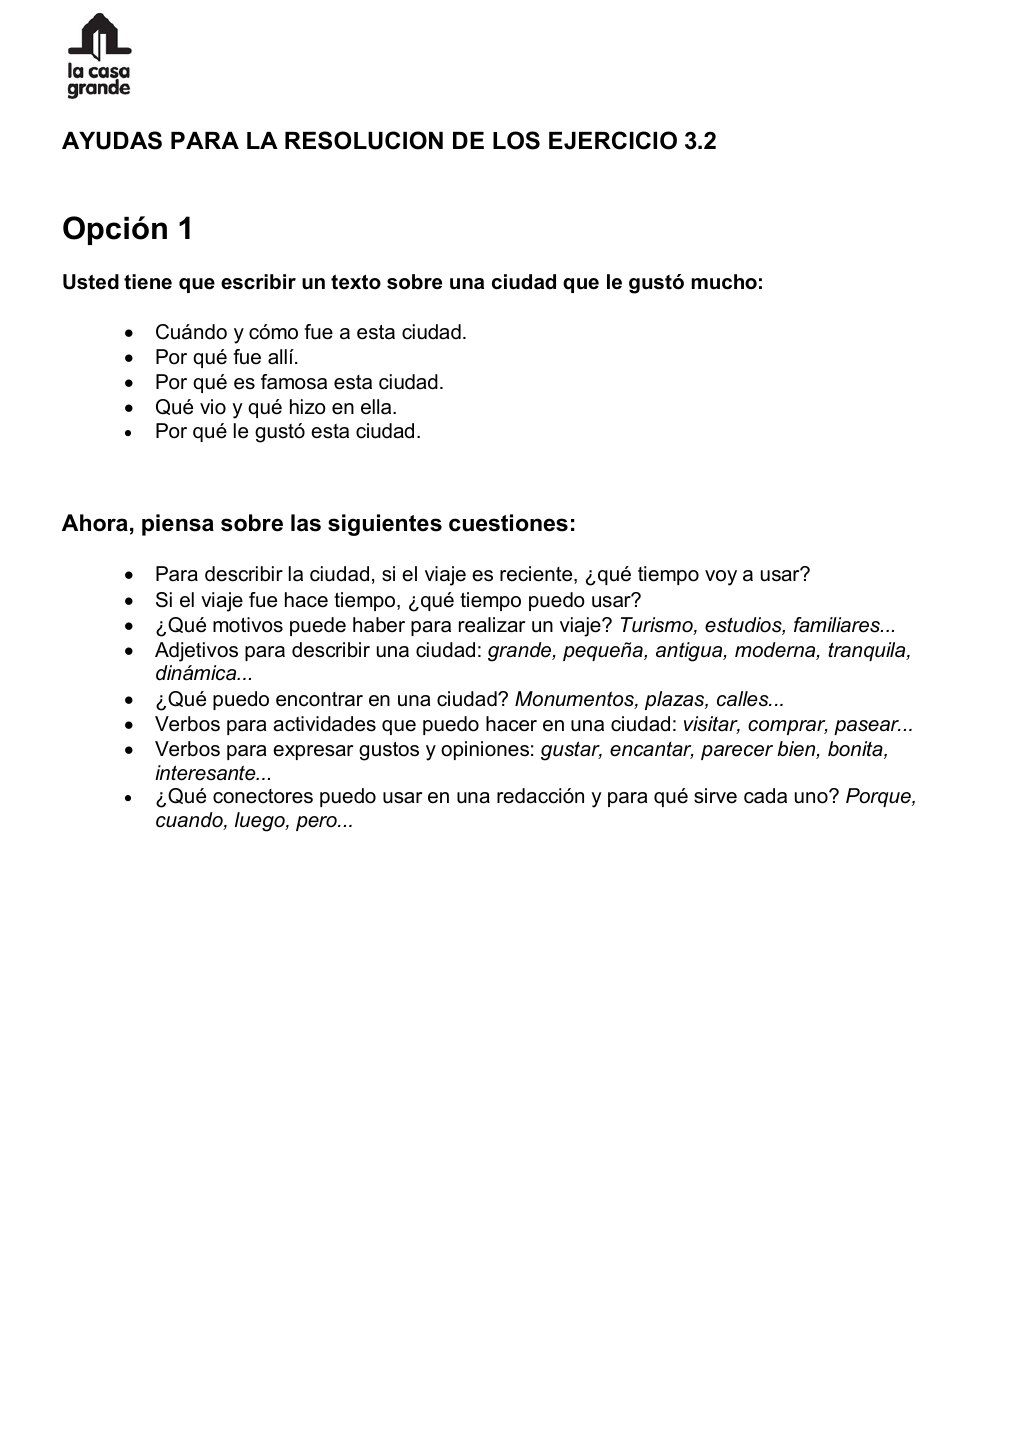 la casa
grande
AYUDAS PARA LA RESOLUCION DE LOS EJERCICIO 3.2
Opción 1
Usted tiene que escribir un texto sobre una ciudad que le gustó mucho:
• Cuándo y cómo fue a esta ciudad.
• Por qué fue allí.
• Por qué es famosa esta ciudad.
• Qué vio y qué hizo en ella.
• Por qué le gustó esta ciudad.
Ahora, piensa sobre las siguientes cuestiones:
• Para describir la ciudad, si el viaje es reciente, ¿qué tiempo voy a usar?
• Si el viaje fue hace tiempo, ¿qué tiempo puedo usar?
• ¿Qué motivos puede haber para realizar un viaje? Turismo, estudios, familiares...
• Adjetivos para describir una ciudad: grande, pequeña, antigua, moderna, tranquila,
dinámica...
• ¿Qué puedo encontrar en una ciudad? Monumentos, plazas, calles...
• Verbos para actividades que puedo hacer en una ciudad: visitar, comprar, pasear...
• Verbos para expresar gustos y opiniones: gustar, encantar, parecer bien, bonita,
interesante...
• ¿Qué conectores puedo usar en una redacción y para qué sirve cada uno? Porque,
cuando, luego, pero...